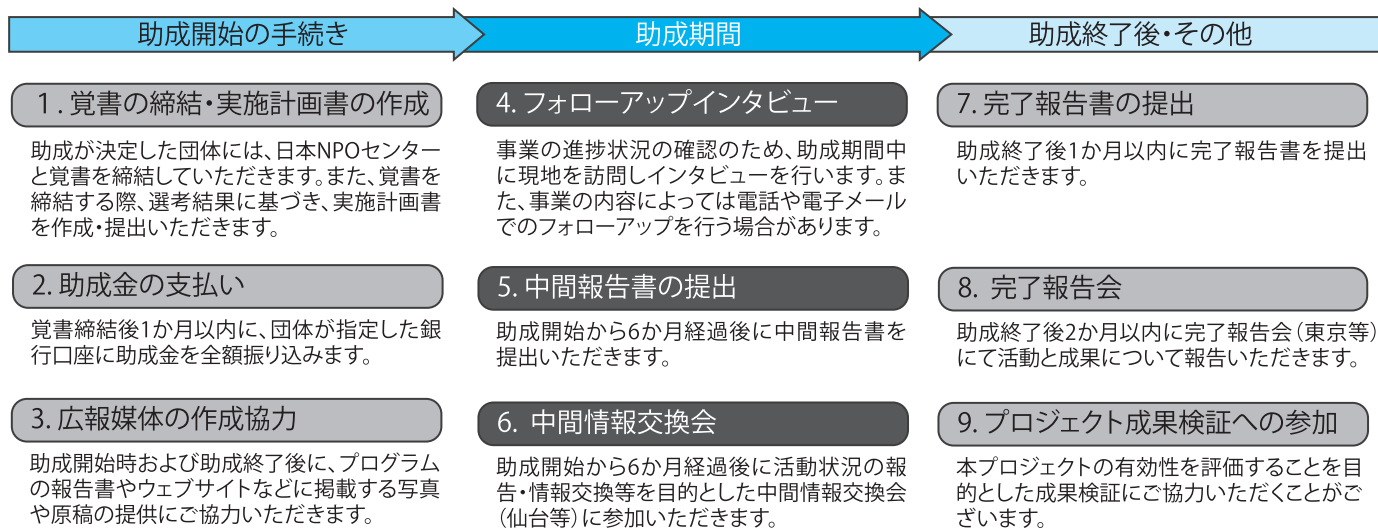 助成開始の手続き
助成期間
助成終了後・その他
1.覚書の締結・実施計画書の作成
助成が決定した団体には、日本NPOセンター
と覚書を締結していただきます。また、覚書を
締結する際、選考結果に基づき、実施計画書
を作成・提出いただきます。
2.助成金の支払い
覚書締結後1か月以内に、団体が指定した銀
行口座に助成金を全額振り込みます。
3.広報媒体の作成協力
助成開始時および助成終了後に、プログラム
の報告書やウェブサイトなどに掲載する写真
や原稿の提供にご協力いただきます。
4.フォローアップインタビュー
事業の進捗状況の確認のため、助成期間中
に現地を訪問しインタビューを行います。ま
た、事業の内容によっては電話や電子メール
でのフォローアップを行う場合があります。
5.中間報告書の提出
助成開始から6か月経過後に中間報告書を
提出いただきます。
6. 中間情報交換会
助成開始から6か月経過後に活動状況の報
告・情報交換等を目的とした中間情報交換会
(仙台等)に参加いただきます。
7.完了報告書の提出
助成終了後1か月以内に完了報告書を提出
いただきます。
8. 完了報告会
助成終了後2か月以内に完了報告会(東京等)
にて活動と成果について報告いただきます。
9.プロジェクト成果検証への参加
本プロジェクトの有効性を評価することを目
的とした成果検証にご協力いただくことがご
ざいます。